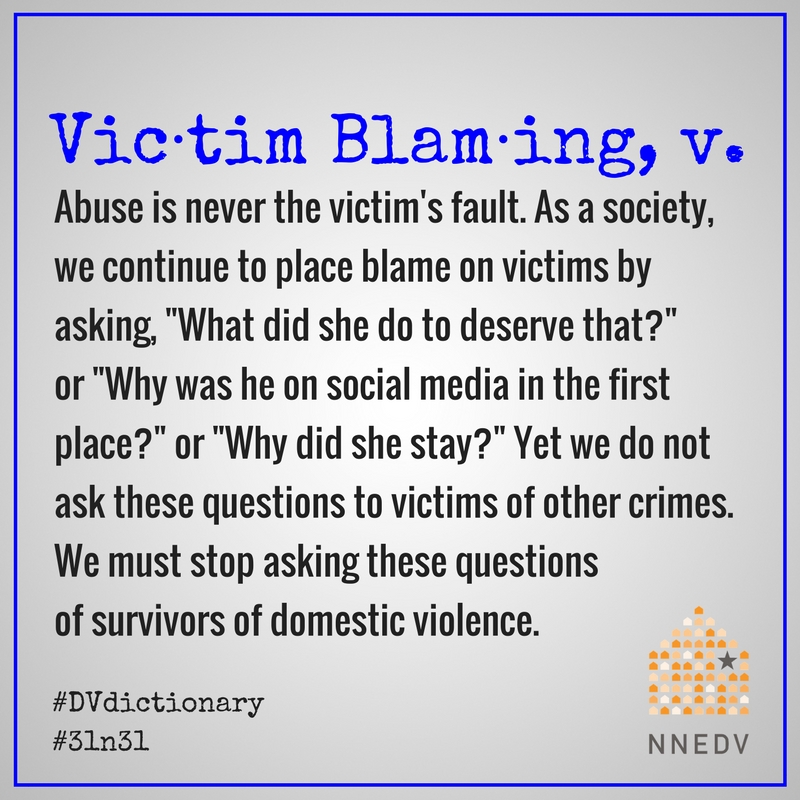 Vic·tim Blam·ing, v.
Abuse is never the victim's fault. As a society,
we continue to place blame on victims by
asking, "What did she do to deserve that?"
or "Why was he on social media in the first
place?" or "Why did she stay?" Yet we do not
ask these questions to victims of other crimes.
We must stop asking these questions
of survivors of domestic violence.
#DVdictionary
#31n31
NNEDV